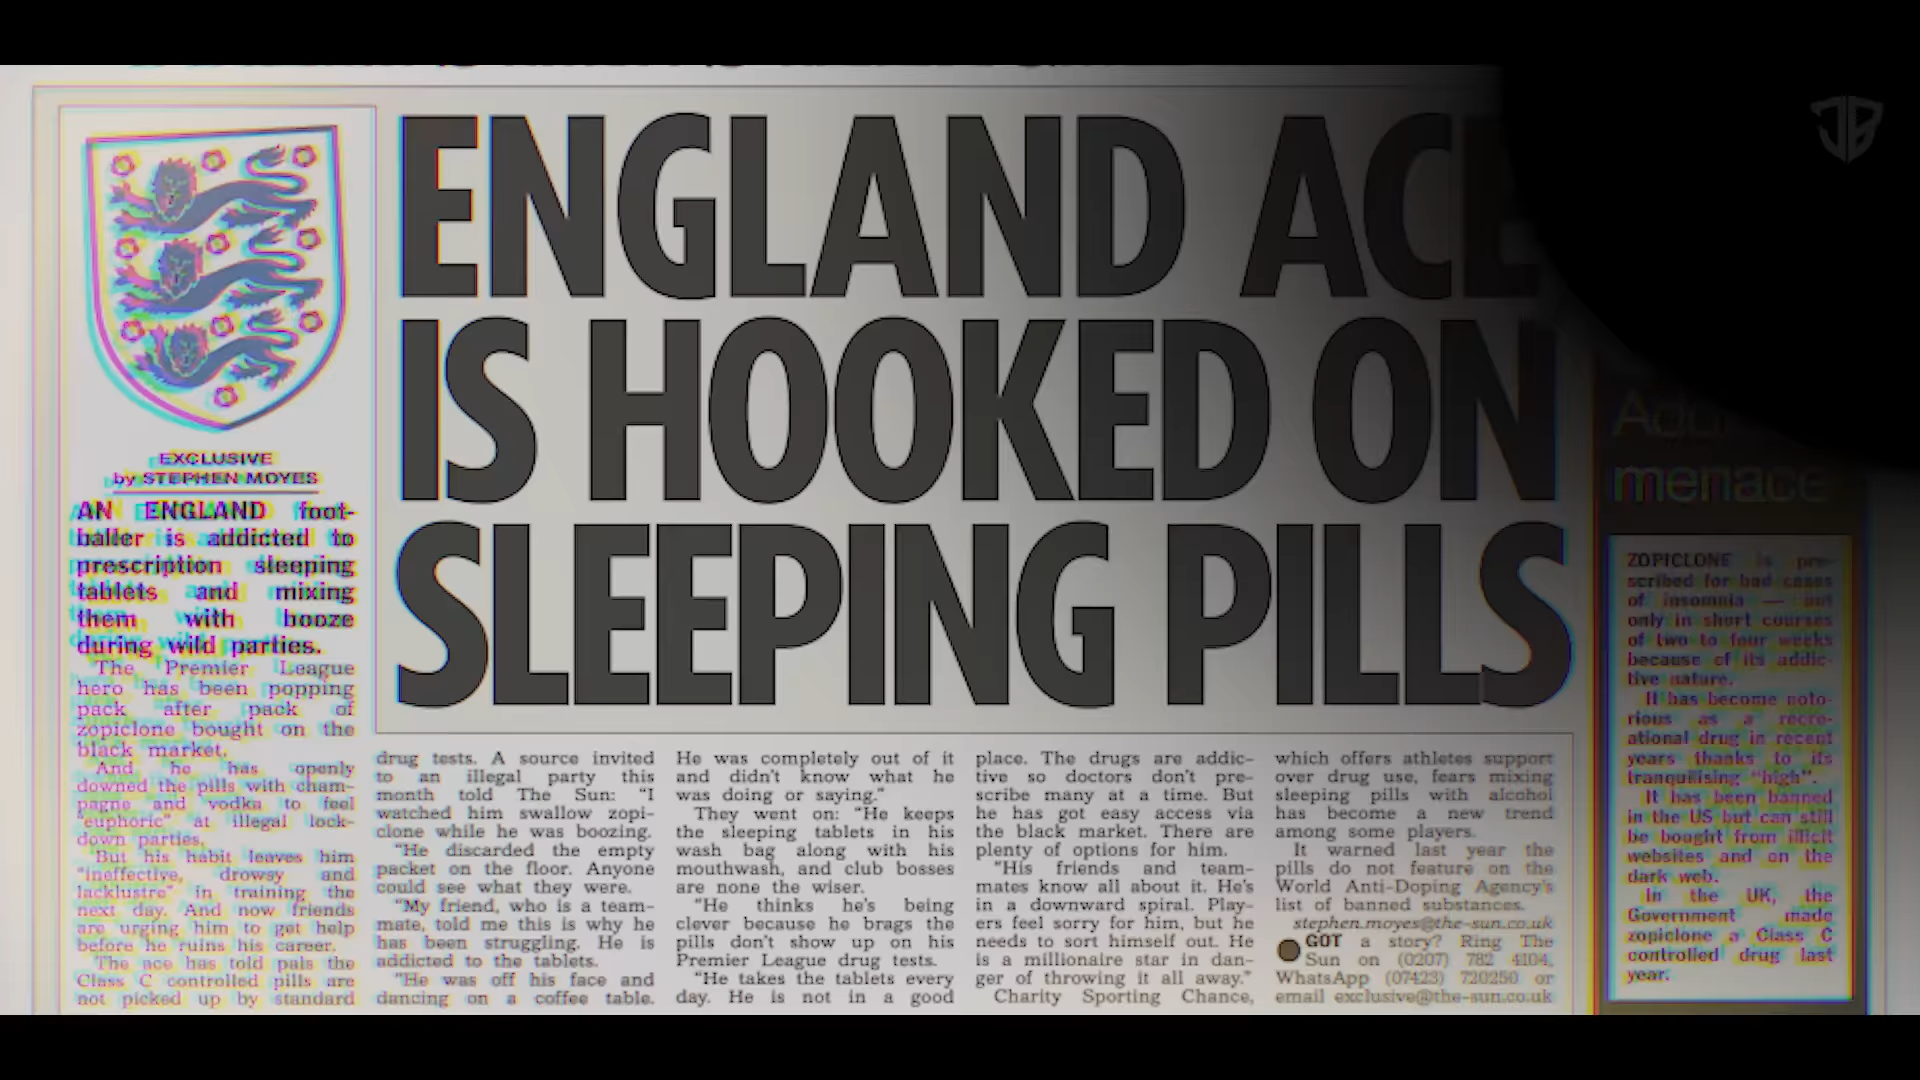 ENGLAND ACE
IS HOOKED ON
SLEEPING PILLS
EXCLUSIVE
by STEPHEN MOYES
AN ENGLAND foot-
baller is addicted to
prescription sleeping
tablets and mixing
them with booze
during wild parties.
The Premier League
hero has been popping
pack after pack of
zopiclone bought on the
black market.
And he has openly
downed the pills with cham-
pagne and vodka to feel
"euphoric" at illegal lock-
down parties.
But his habit leaves him
"ineffective, drowsy and
lacklustre" in training the
next day. And now friends
are urging him to get help
before he ruins his career.
The ace has told pals the
Class C controlled pills are
not picked up by standard
drug tests. A source invited
to an illegal party this
month told The Sun: "I
watched him swallow zopi-
clone while he was boozing.
"He discarded the empty
packet on the floor. Anyone
could see what they were.
"My friend, who is a team-
mate, told me this is why he
has been struggling. He is
addicted to the tablets.
"He was off his face and
dancing on a coffee table.
He was completely out of it
and didn't know what he
was doing or saying."
They went on: "He keeps
the sleeping tablets in his
wash bag along with his
mouthwash, and club bosses
are none the wiser.
"He thinks he's being
clever because he brags the
pills don't show up on his
Premier League drug tests.
"He takes the tablets every
day. He is not in a good
place. The drugs are addic-
tive so doctors don't pre-
scribe many at a time. But
he has got easy access via
the black market. There are
plenty of options for him.
"His friends and team-
mates know all about it. He's
in a downward spiral. Play-
ers feel sorry for him, but he
needs to sort himself out. He
is a millionaire star in dan-
ger of throwing it all away."
Charity Sporting Chance,
which offers athletes support
over drug use, fears mixing
sleeping pills with alcohol
has become a new trend
among some players.
It warned last year the
pills do not feature on the
World Anti-Doping Agency's
list of banned substances.
stephen.moyes@the-sun.co.uk
GOT a story? Ring The
Sun on (0207) 782 4104,
WhatsApp (07423) 720250 or
email exclusive@the-sun.co.uk
menace
ZOPICLONE is pre-
scribed for bad cases
of insomnia — but
only in short courses
of two to four weeks
because of its addic-
tive nature.
It has become noto-
rious as a recre-
ational drug in recent
years thanks to its
tranquilising "high".
It has been banned
in the US but can still
be bought from illicit
websites and on the
dark web.
In the UK, the
Government made
zopiclone a Class C
controlled drug last
year.